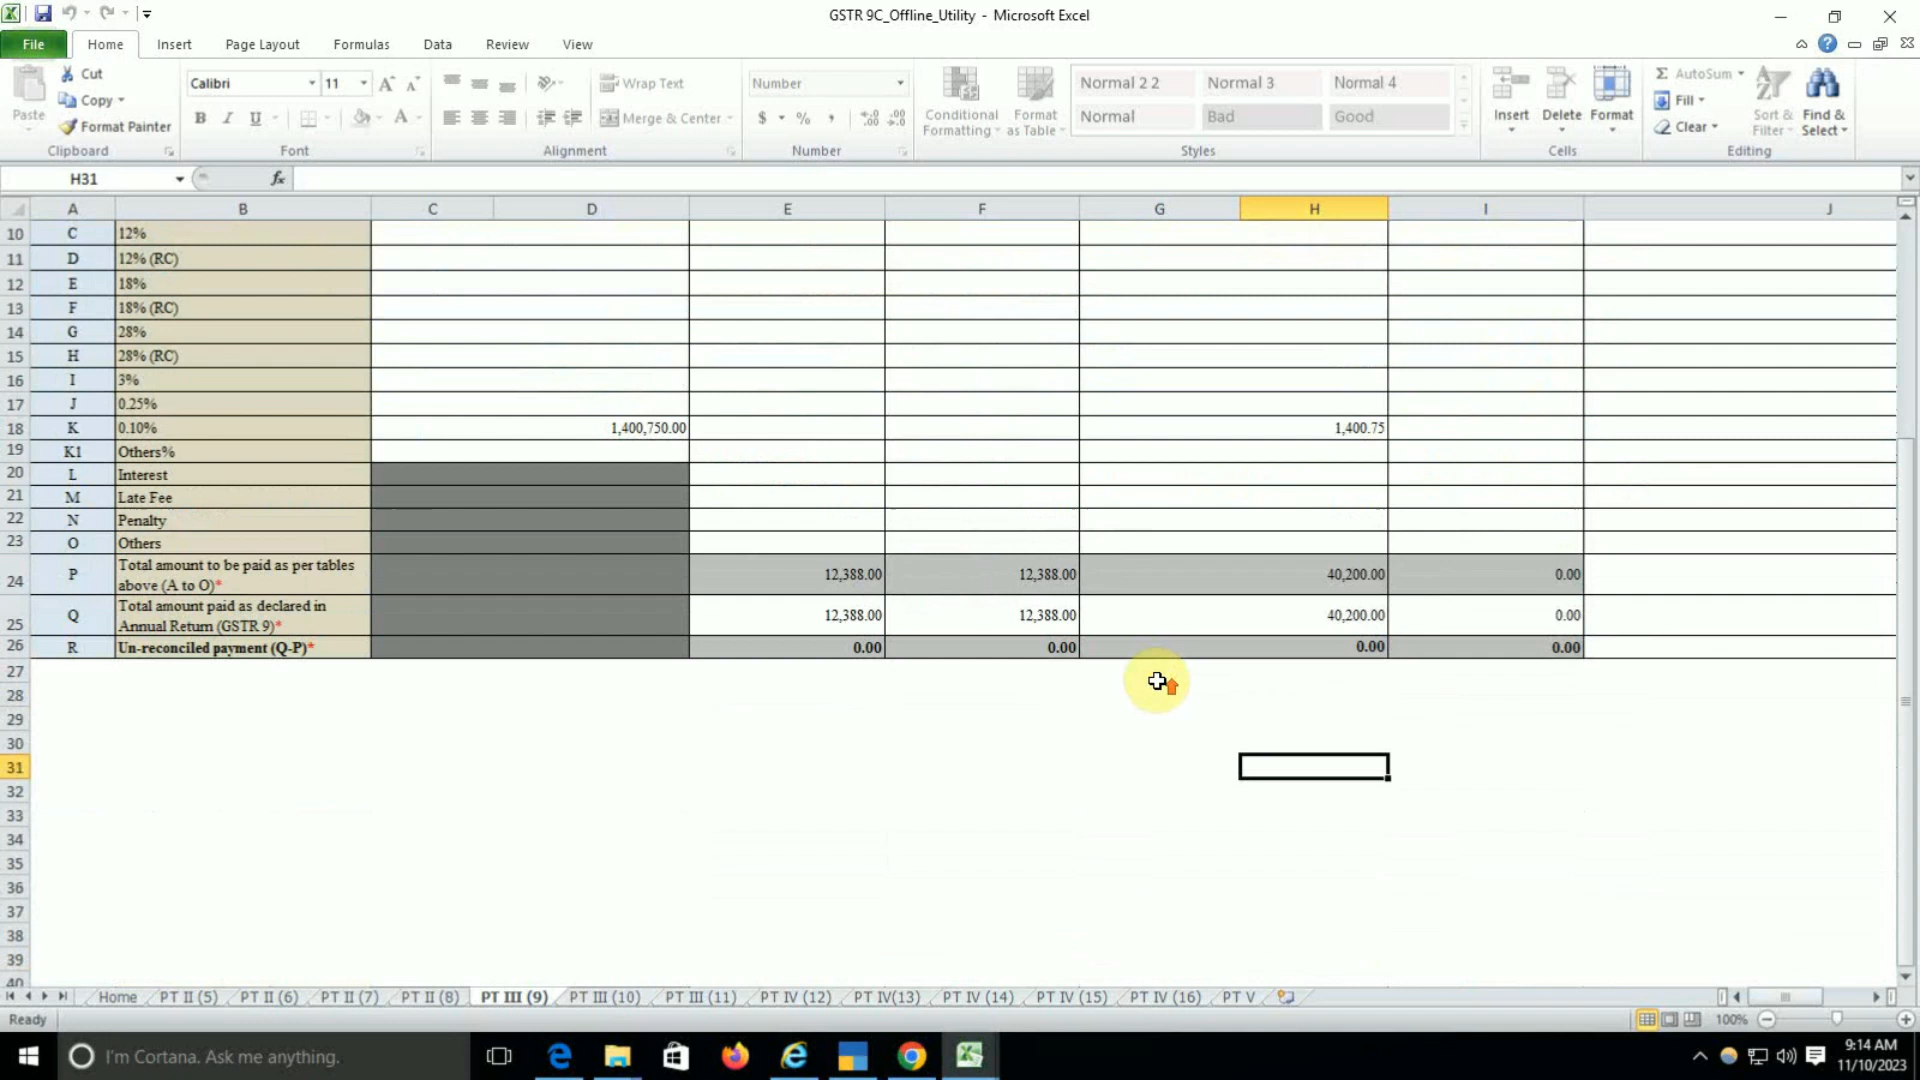 GSTR 9C_Offline_Utility - Microsoft Excel
File Home Insert Page Layout Formulas Data Review View
Paste
Cut
Copy
Format Painter
Clipboard
Calibri 11
B I U
Font
Wrap Text
Merge & Center
Alignment
Number
$ % ,
Number
Conditional Formatting
Format as Table
Normal 2 2 Normal 3 Normal 4
Normal Bad Good
Styles
Insert Delete Format
Cells
Σ AutoSum
Fill
Clear
Sort & Filter
Find & Select
Editing
H31 fx
A B C D E F G H I J
10 C 12%
11 D 12% (RC)
12 E 18%
13 F 18% (RC)
14 G 28%
15 H 28% (RC)
16 I 3%
17 J 0.25%
18 K 0.10% 1,400,750.00 1,400.75
19 K1 Others%
20 L Interest
21 M Late Fee
22 N Penalty
23 O Others
24 P Total amount to be paid as per tables above (A to O)* 12,388.00 12,388.00 40,200.00 0.00
25 Q Total amount paid as declared in Annual Return (GSTR 9)* 12,388.00 12,388.00 40,200.00 0.00
26 R Un-reconciled payment (Q-P)* 0.00 0.00 0.00 0.00
27
28
29
30
31
32
33
34
35
36
37
38
39
40
Home PT II (5) PT II (6) PT II (7) PT II (8) PT III (9) PT III (10) PT III (11) PT IV (12) PT IV(13) PT IV (14) PT IV (15) PT IV (16) PT V
Ready 100%
I'm Cortana. Ask me anything.
9:14 AM
11/10/2023